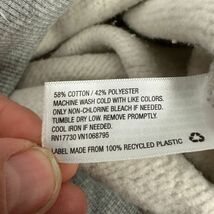 58% COTTON / 42% POLYESTER
MACHINE WASH COLD WITH LIKE COLORS.
ONLY NON-CHLORINE BLEACH IF NEEDED.
TUMBLE DRY LOW. REMOVE PROMPTLY.
COOL IRON IF NEEDED.
RN17730 VN1068795
LABEL MADE FROM 100% RECYCLED PLASTIC